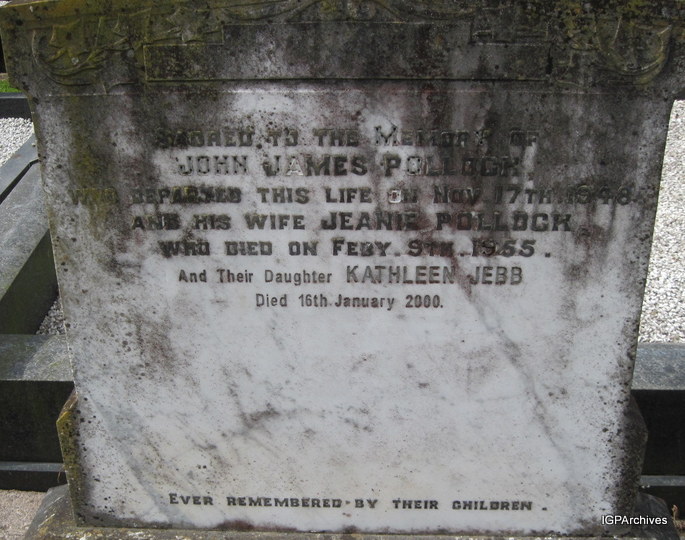 SACRED TO THE MEMORY OF
JOHN JAMES POLLOCK.
WHO DEPARTED THIS LIFE ON NOV 17TH 1948
AND HIS WIFE JEANIE POLLOCK
WHO DIED ON FEBY. 9TH. 1955.
And Their Daughter KATHLEEN JEBB
Died 16th January 2000.
EVER REMEMBERED BY THEIR CHILDREN.
IGPArchives